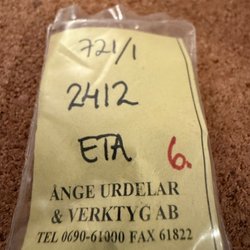 721/1
2412
ETA 6.
ÅNGE URDELAR
& VERKTYG AB
TEL 0690-61000 FAX 61822